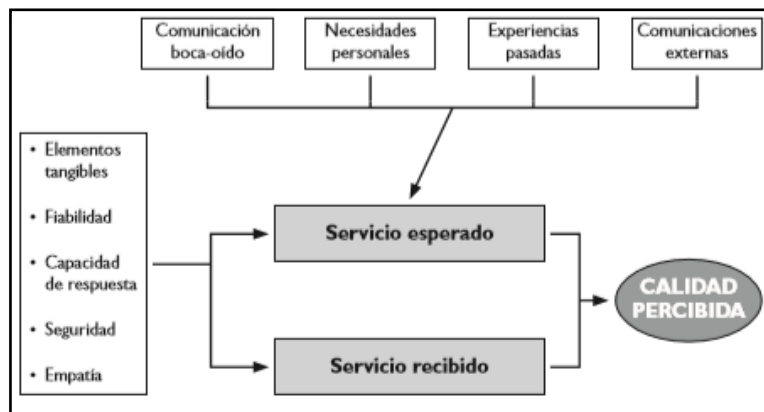 Comunicación
boca-oído
Necesidades
personales
Experiencias
pasadas
Comunicaciones
externas
• Elementos
tangibles
• Fiabilidad
• Capacidad
de respuesta
• Seguridad
• Empatía
Servicio esperado
Servicio recibido
CALIDAD
PERCIBIDA